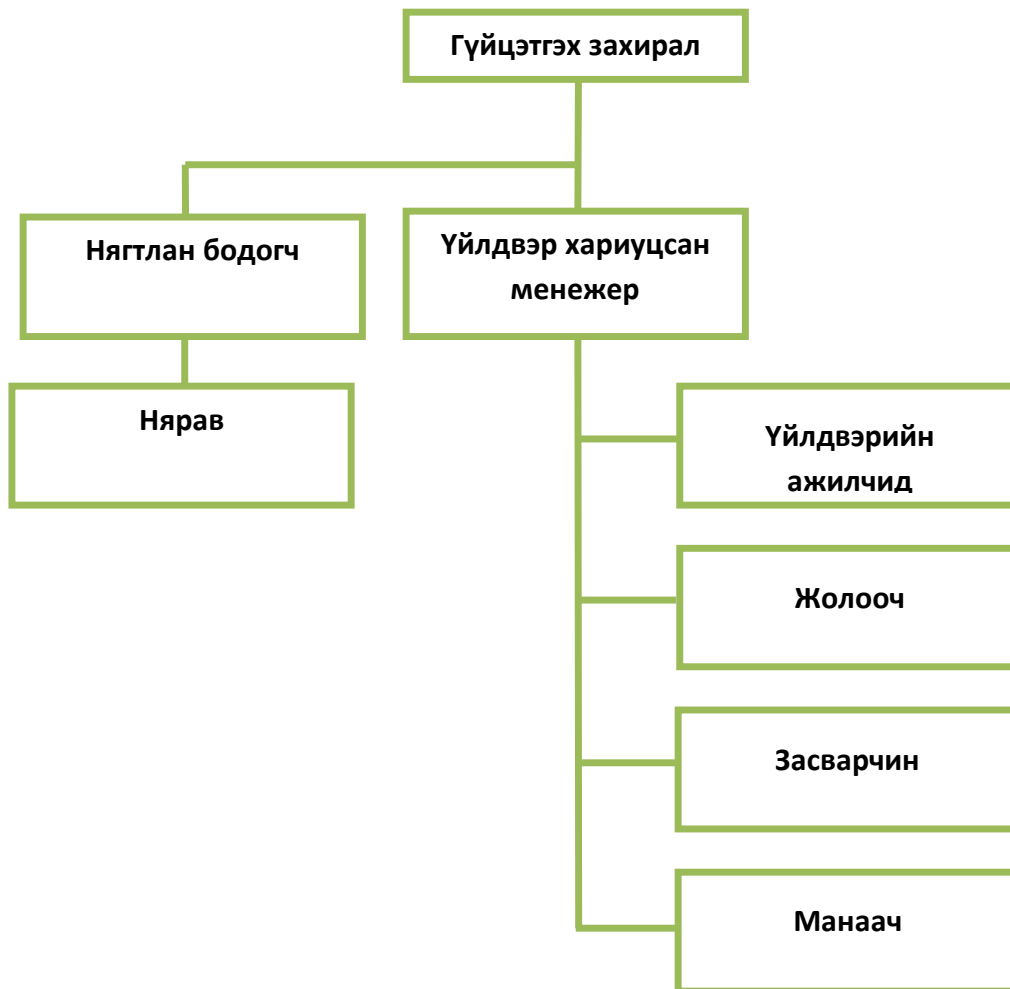 Гүйцэтгэх захирал
Нягтлан бодогч
Үйлдвэр хариуцсан
менежер
Нярав
Үйлдвэрийн
ажилчид
Жолооч
Засварчин
Манаач